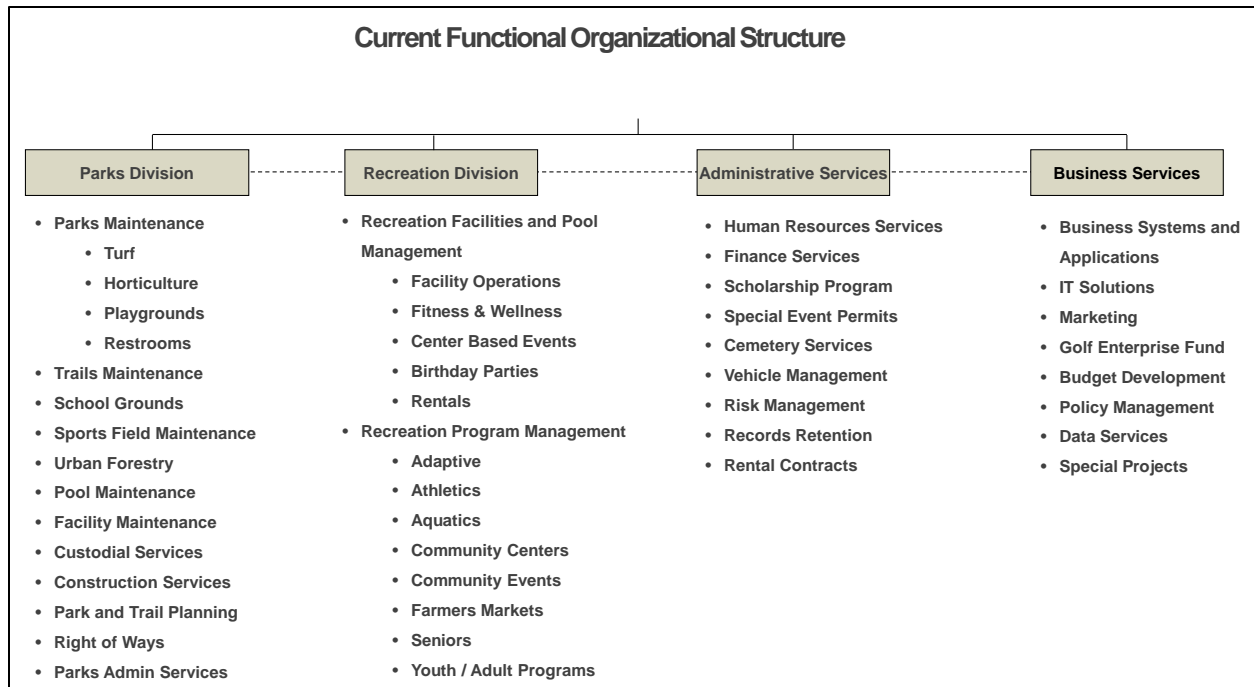 Current Functional Organizational Structure
Parks Division
• Parks Maintenance
• Turf
• Horticulture
• Playgrounds
• Restrooms
• Trails Maintenance
• School Grounds
• Sports Field Maintenance
• Urban Forestry
• Pool Maintenance
• Facility Maintenance
• Custodial Services
• Construction Services
• Park and Trail Planning
• Right of Ways
• Parks Admin Services
Recreation Division
• Recreation Facilities and Pool
Management
• Facility Operations
• Fitness & Wellness
• Center Based Events
• Birthday Parties
• Rentals
• Recreation Program Management
• Adaptive
• Athletics
• Aquatics
• Community Centers
• Community Events
• Farmers Markets
• Seniors
• Youth / Adult Programs
Administrative Services
• Human Resources Services
• Finance Services
• Scholarship Program
• Special Event Permits
• Cemetery Services
• Vehicle Management
• Risk Management
• Records Retention
• Rental Contracts
Business Services
• Business Systems and
Applications
• IT Solutions
• Marketing
• Golf Enterprise Fund
• Budget Development
• Policy Management
• Data Services
• Special Projects